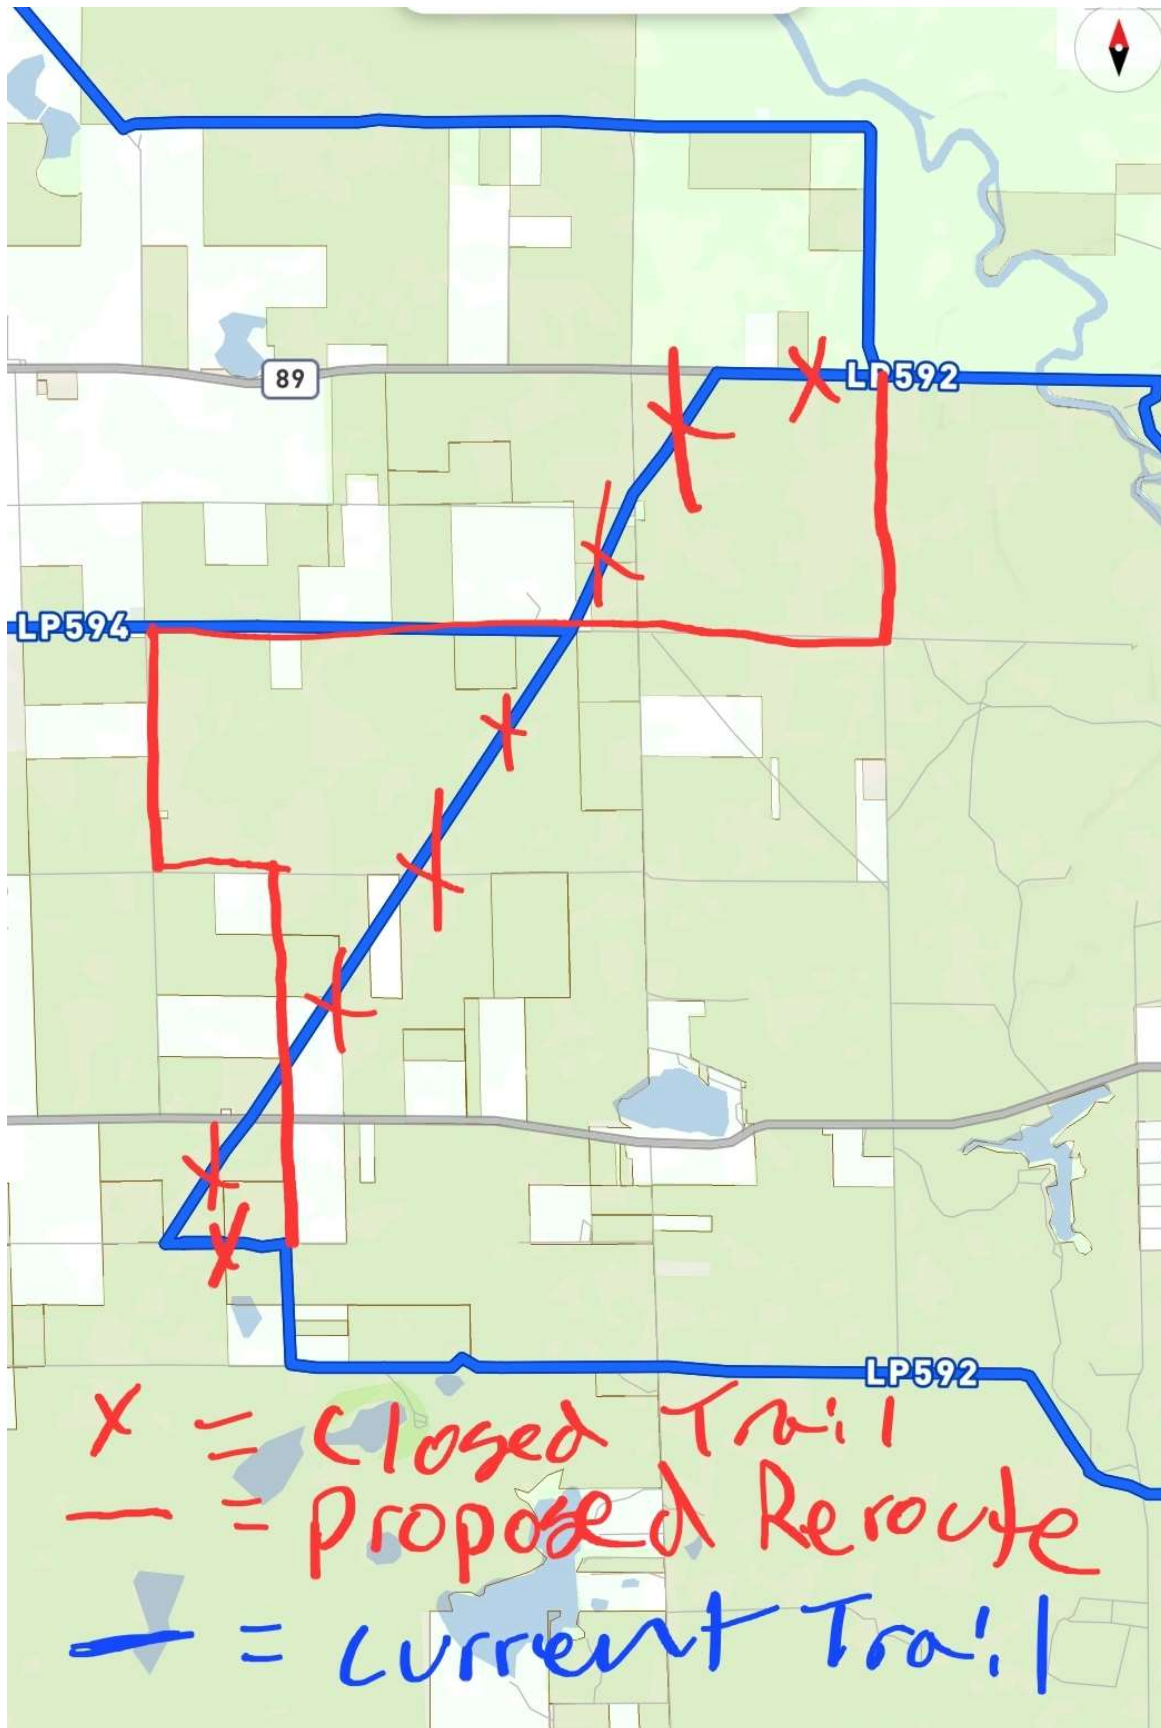 LP592
89
LP594
LP592
X = Closed Trail
— = Proposed Reroute
— = Current Trail